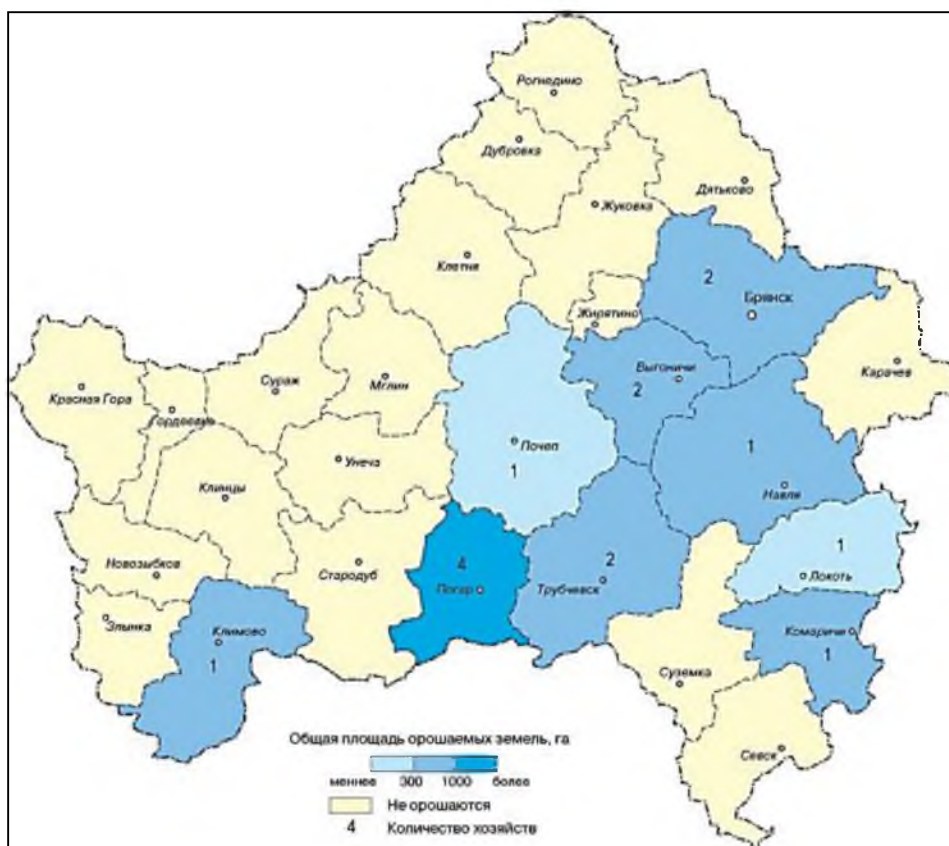 Рогнедино
Дубровка
Дятьково
Жуковка
Клетня
2
Брянск
Жирятино
Выгоничи
2
Карачев
Красная Гора
Сураж
Мглин
Почеп
1
1
Унеча
Навля
Клинцы
Новозыбков
Стародуб
4
Погар
2
Трубчевск
1
Локоть
Злынка
Климово
1
Комаричи
1
Суземка
Севск
Общая площадь орошаемых земель, га
меннее 300 1000 более
Не орошаются
4 Количество хозяйств